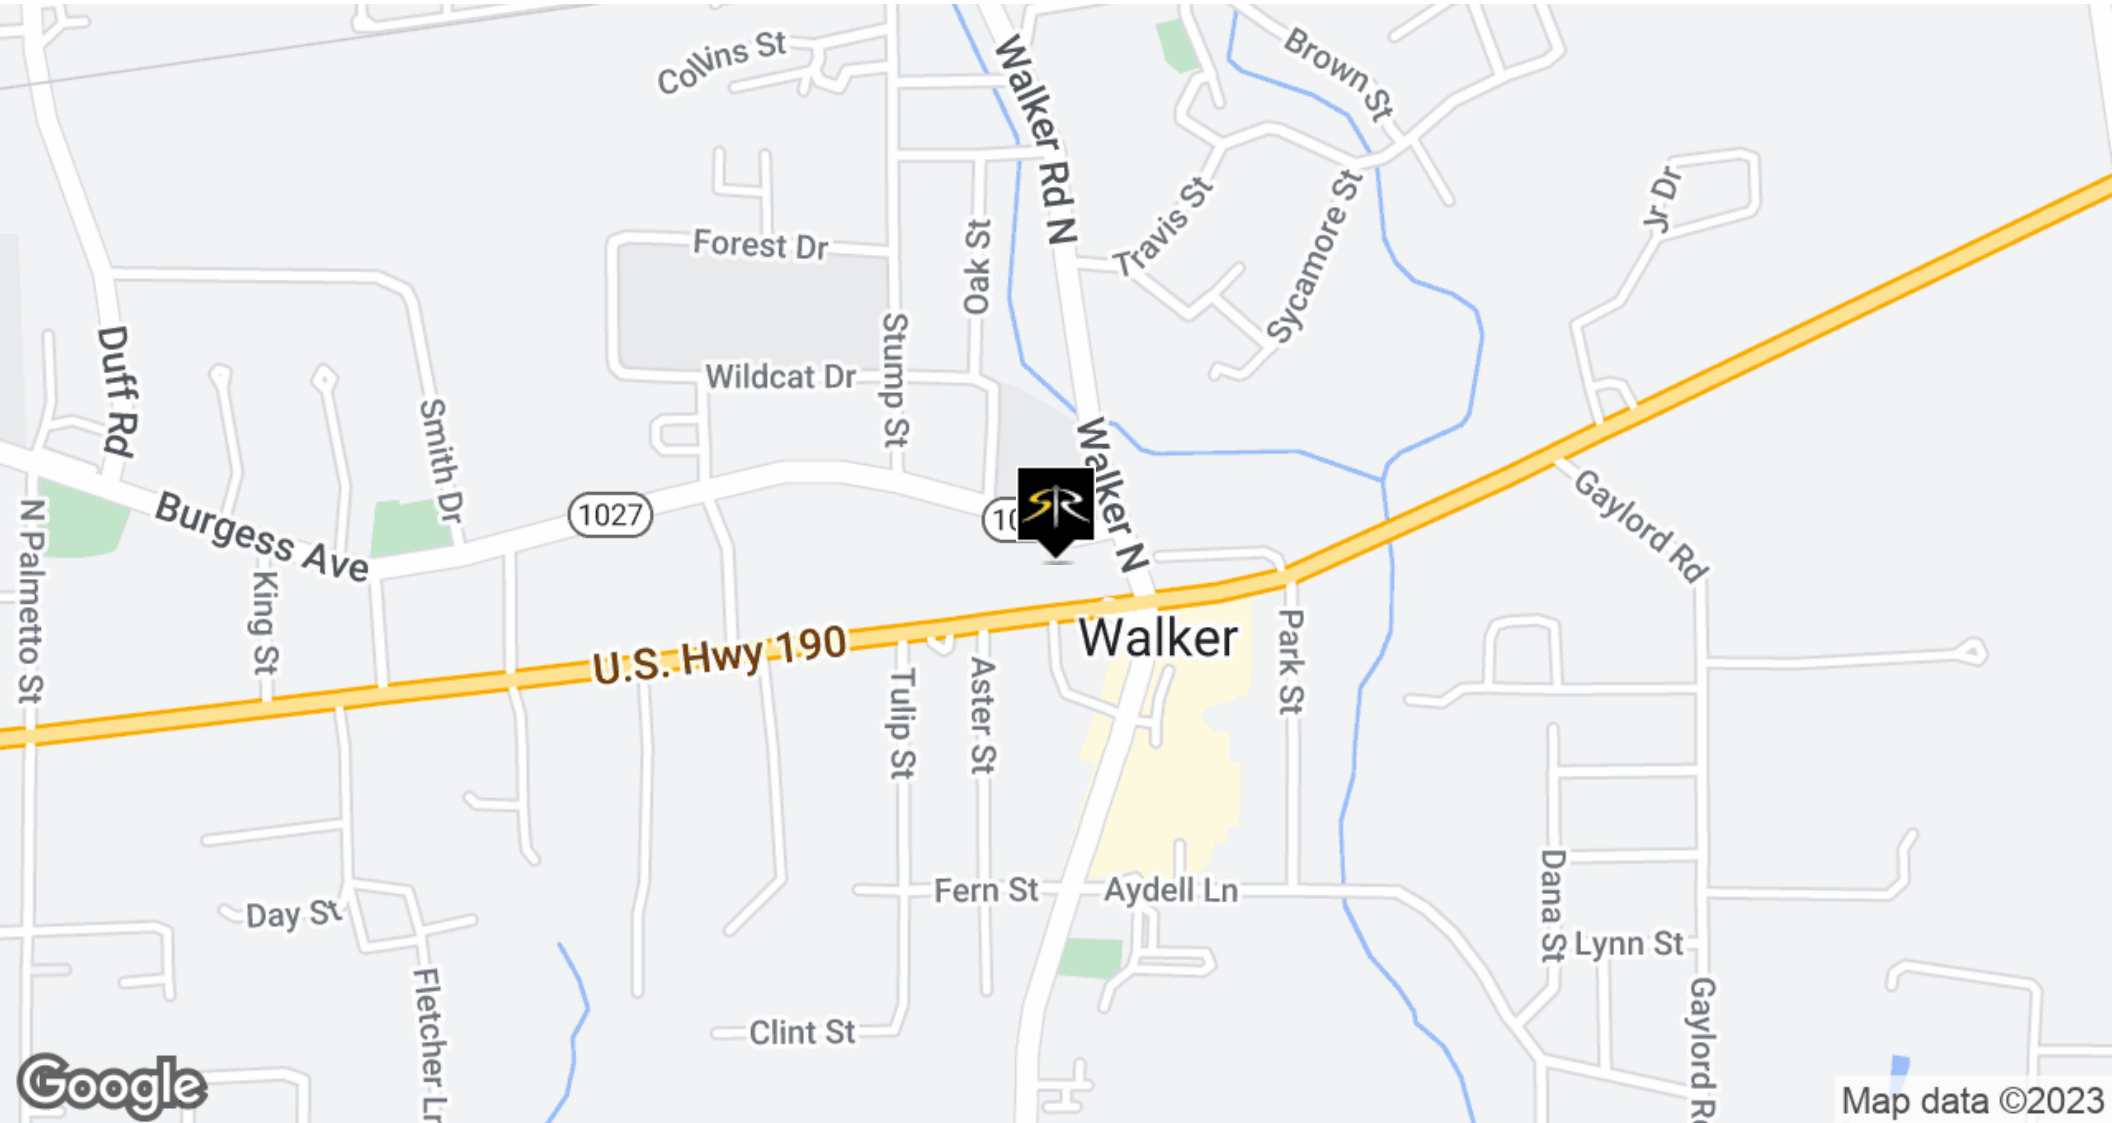 Collins St
Walker Rd N
Brown St
Jr Dr
Travis St
Sycamore St
Forest Dr
Oak St
Stump St
Wildcat Dr
Duff Rd
Smith Dr
Walker N
1027
SR
N Palmetto St
Burgess Ave
King St
Gaylord Rd
U.S. Hwy 190
Walker
Park St
Tulip St
Aster St
Fern St
Aydell Ln
Dana St
Day St
Lynn St
Fletcher Ln
Clint St
Gaylord Rd
Google
Map data ©2023